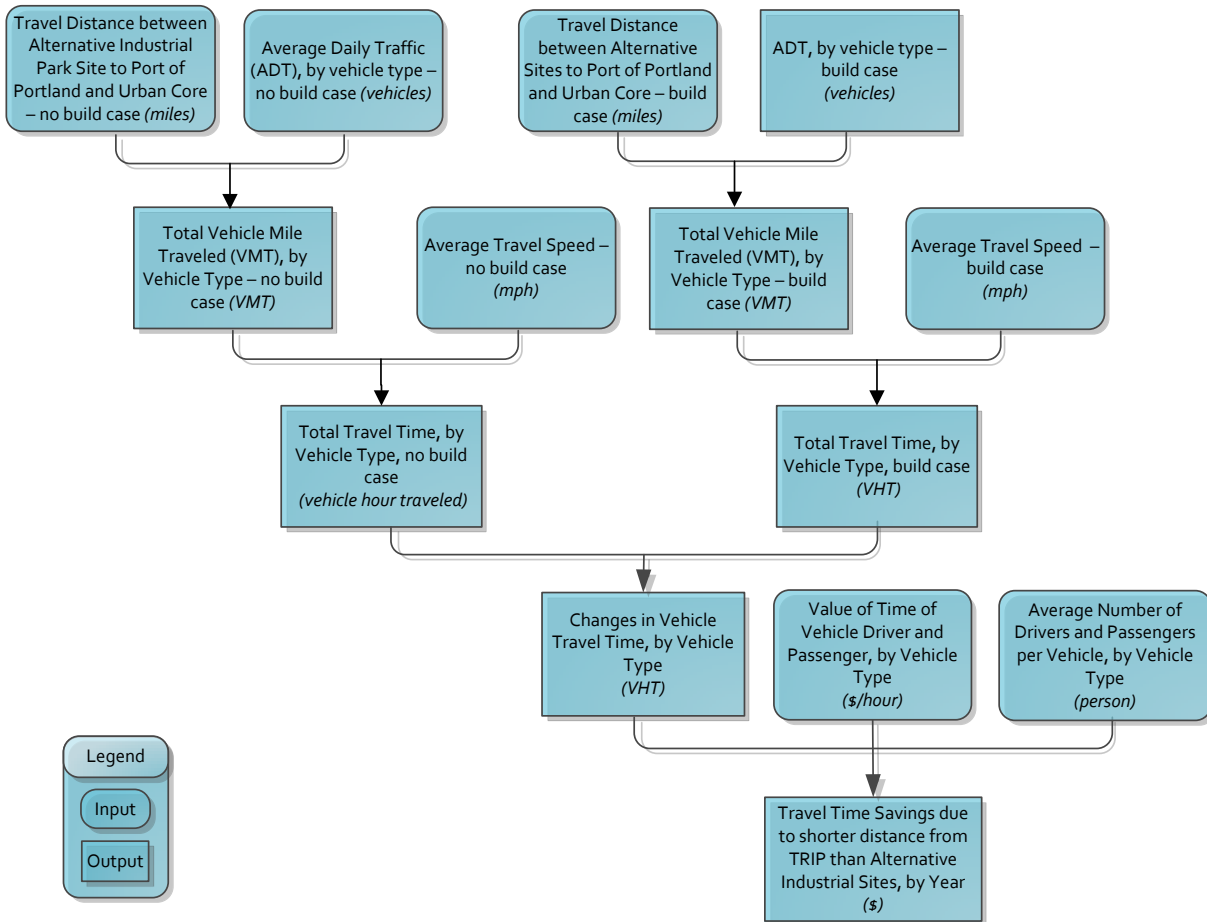 Travel Distance between
Alternative Industrial
Park Site to Port of
Portland and Urban Core
– no build case (miles)
Average Daily Traffic
(ADT), by vehicle type –
no build case (vehicles)
Travel Distance
between Alternative
Sites to Port of Portland
and Urban Core – build
case (miles)
ADT, by vehicle type –
build case
(vehicles)
Total Vehicle Mile
Traveled (VMT), by
Vehicle Type – no build
case (VMT)
Average Travel Speed –
no build case
(mph)
Total Vehicle Mile
Traveled (VMT), by
Vehicle Type – build
case (VMT)
Average Travel Speed –
build case
(mph)
Total Travel Time, by
Vehicle Type, no build
case
(vehicle hour traveled)
Total Travel Time, by
Vehicle Type, build case
(VHT)
Changes in Vehicle
Travel Time, by Vehicle
Type
(VHT)
Value of Time of
Vehicle Driver and
Passenger, by Vehicle
Type
($/hour)
Average Number of
Drivers and Passengers
per Vehicle, by Vehicle
Type
(person)
Legend
Input
Output
Travel Time Savings due
to shorter distance from
TRIP than Alternative
Industrial Sites, by Year
($)